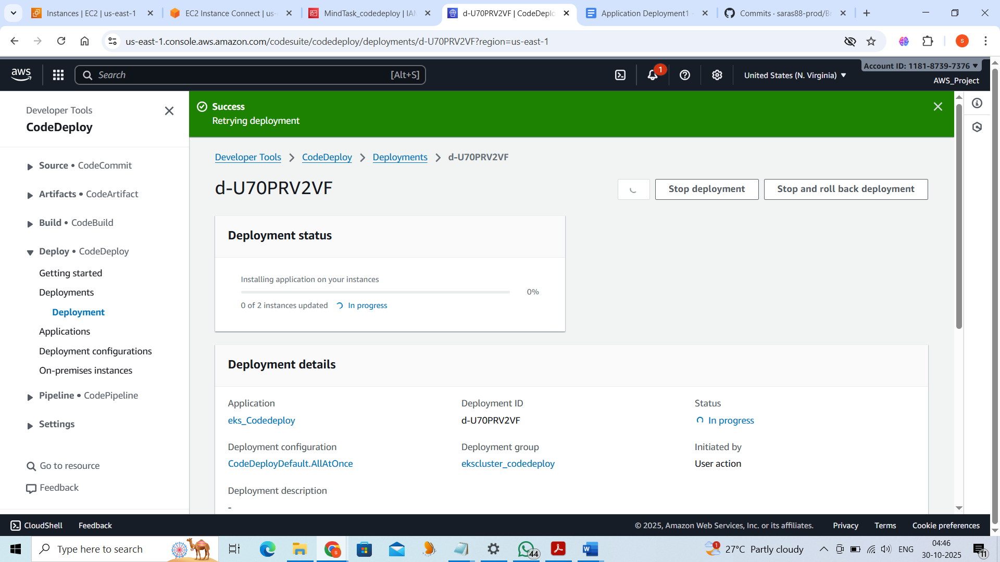 Instances | EC2 | us-east-1
EC2 Instance Connect | us-
MindTask_codedeploy | IAM
d-U70PRV2VF | CodeDeplo
Application Deployment1 -
Commits · saras88-prod/Br
us-east-1.console.aws.amazon.com/codesuite/codedeploy/deployments/d-U70PRV2VF?region=us-east-1
S
aws
Search
[Alt+S]
1
United States (N. Virginia) ▼
Account ID: 1181-8739-7376 ▼
AWS_Project
Developer Tools
CodeDeploy
Source • CodeCommit
Artifacts • CodeArtifact
Build • CodeBuild
Deploy • CodeDeploy
Getting started
Deployments
Deployment
Applications
Deployment configurations
On-premises instances
Pipeline • CodePipeline
Settings
Go to resource
Feedback
Success
Retrying deployment
Developer Tools > CodeDeploy > Deployments > d-U70PRV2VF
d-U70PRV2VF
Stop deployment
Stop and roll back deployment
Deployment status
Installing application on your instances
0%
0 of 2 instances updated In progress
Deployment details
Application
eks_Codedeploy
Deployment ID
d-U70PRV2VF
Status
In progress
Deployment configuration
CodeDeployDefault.AllAtOnce
Deployment group
ekscluster_codedeploy
Initiated by
User action
Deployment description
-
CloudShell
Feedback
© 2025, Amazon Web Services, Inc. or its affiliates.
Privacy
Terms
Cookie preferences
Type here to search
S
44
W
1
27°C Partly cloudy
ENG
04:46
30-10-2025
11